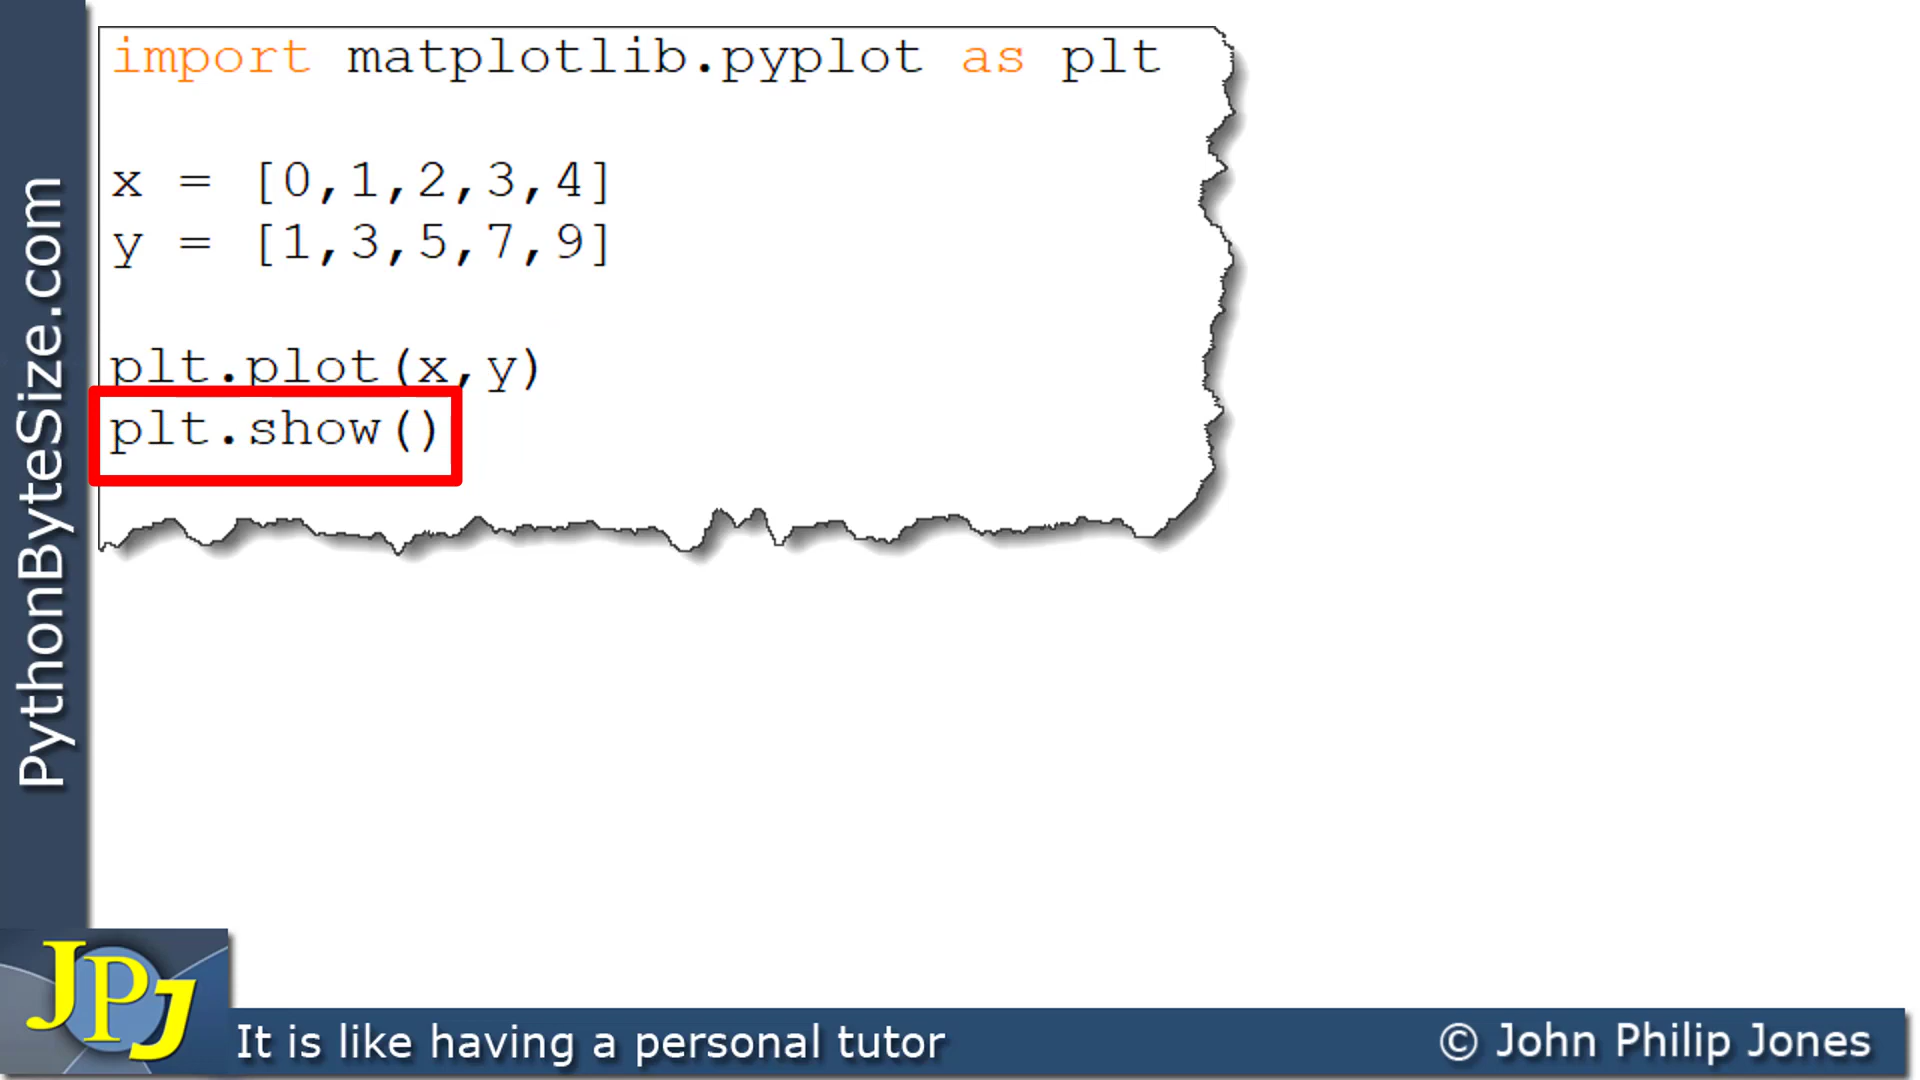 import matplotlib.pyplot as plt
x = [0,1,2,3,4]
y = [1,3,5,7,9]
plt.plot(x,y)
plt.show()
PythonByteSize.com
JPJ
It is like having a personal tutor
© John Philip Jones